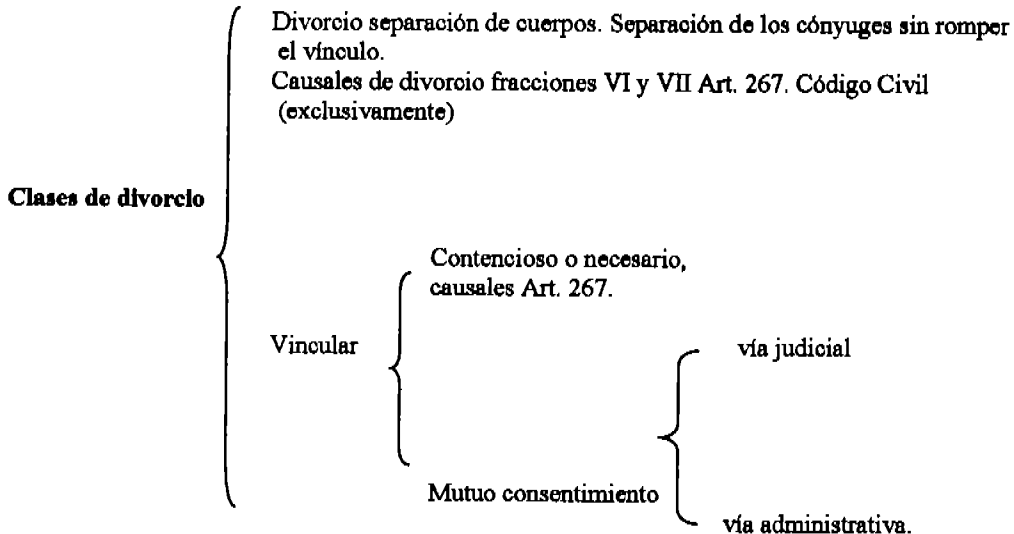 Divorcio separación de cuerpos. Separación de los cónyuges sin romper
el vínculo.
Causales de divorcio fracciones VI y VII Art. 267. Código Civil
(exclusivamente)
Clases de divorcio
Contencioso o necesario,
causales Art. 267.
Vincular
vía judicial
Mutuo consentimiento
vía administrativa.